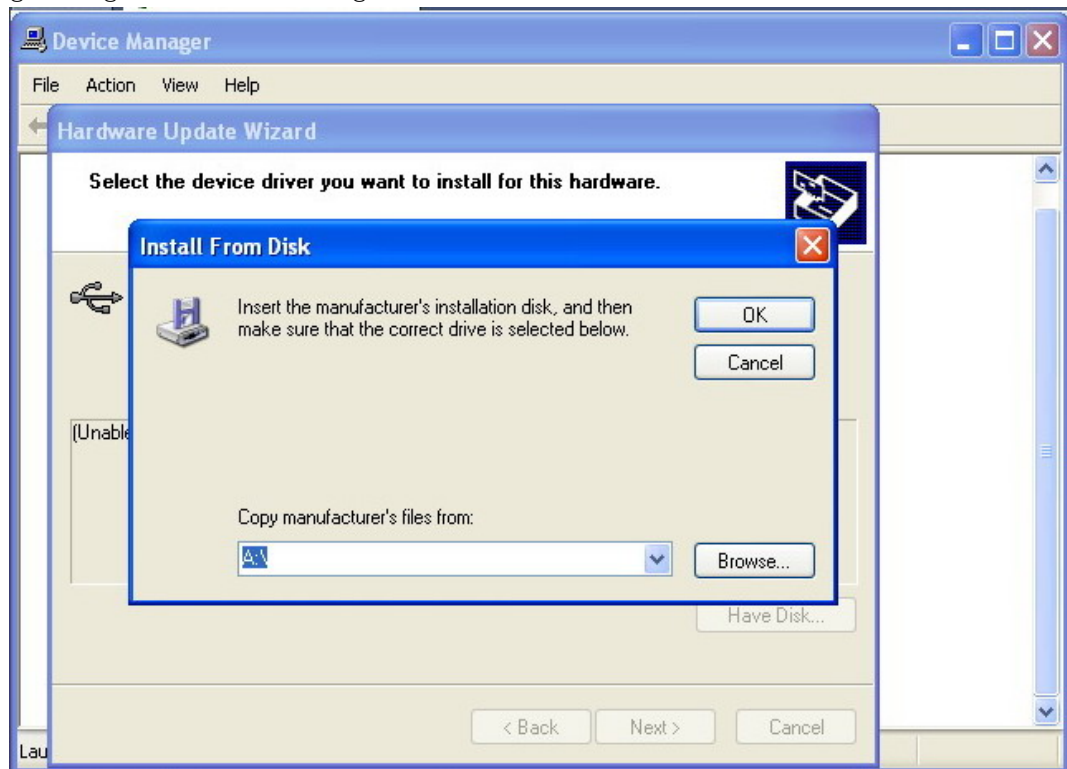 Device Manager
File Action View Help
Hardware Update Wizard
Select the device driver you want to install for this hardware.
Install From Disk
Insert the manufacturer's installation disk, and then
make sure that the correct drive is selected below.
OK
Cancel
(Unable
Copy manufacturer's files from:
A:\
Browse...
Have Disk...
< Back Next > Cancel
Lau